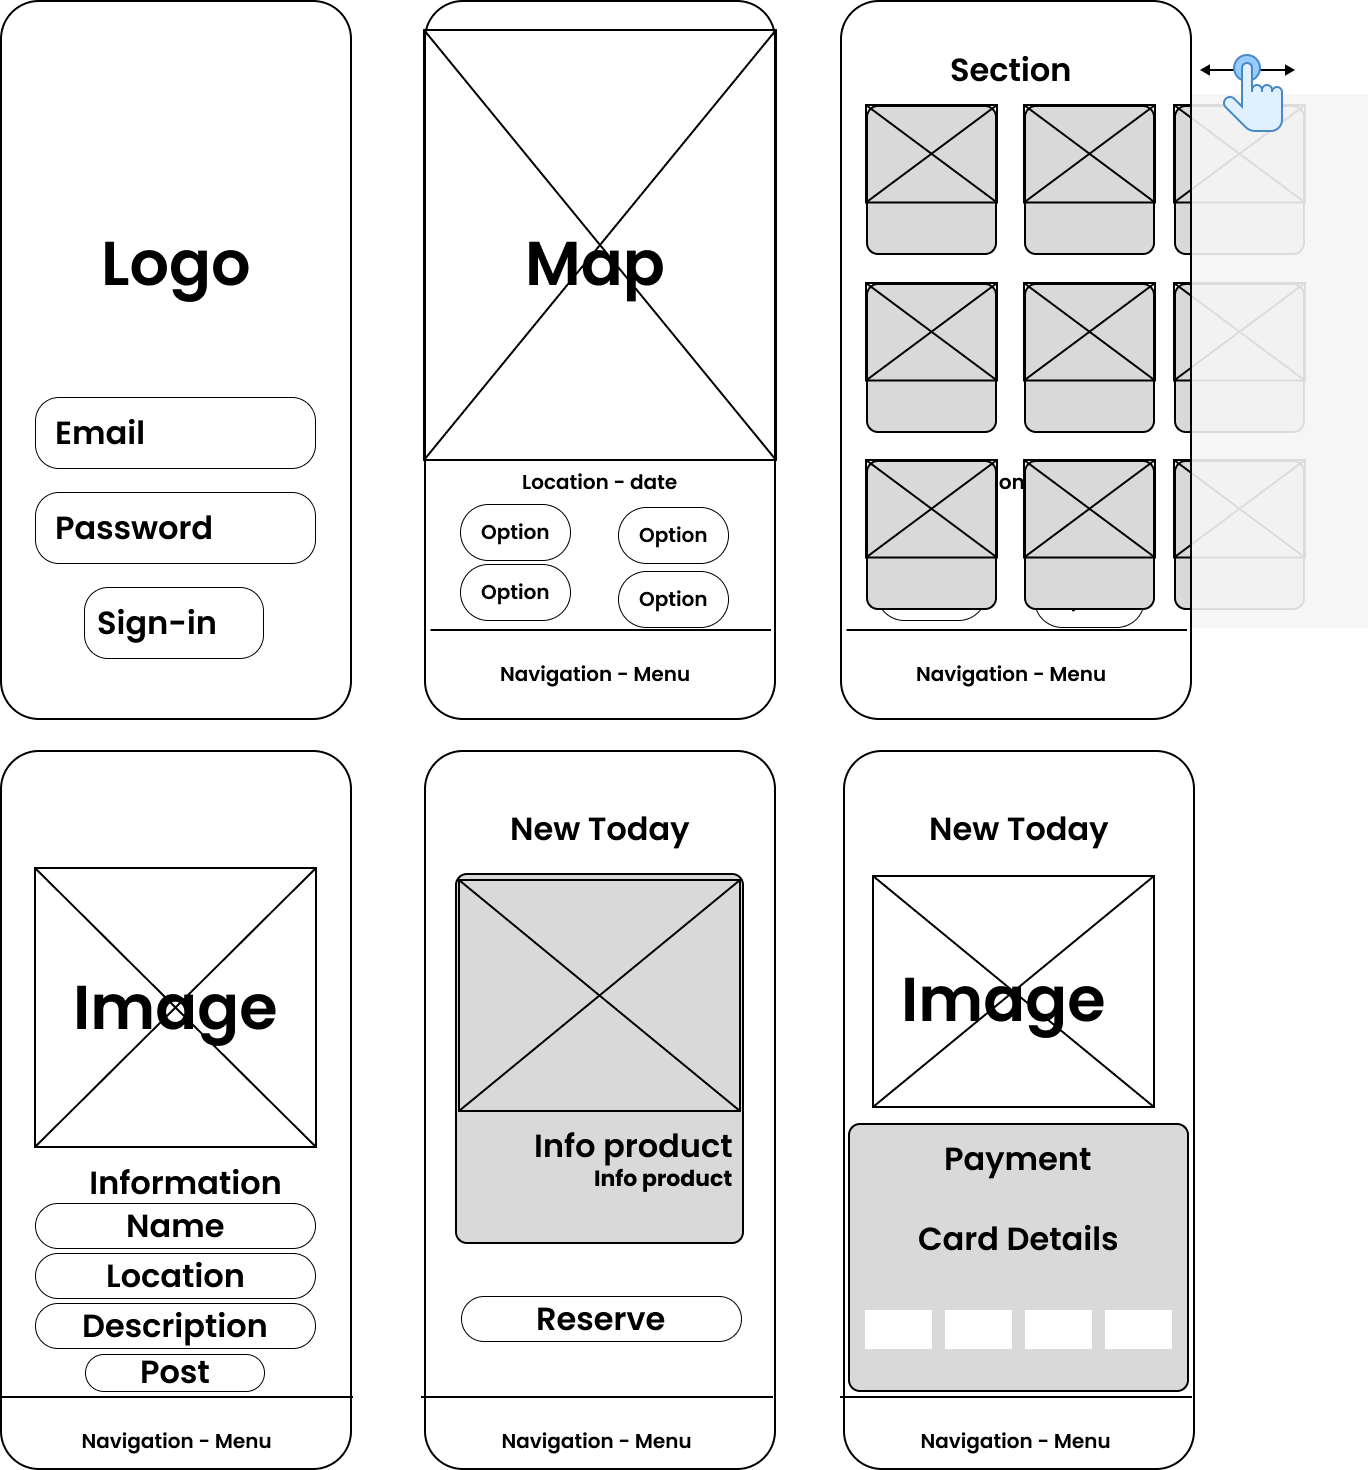 Logo
Email
Password
Sign-in
Map
Location - date
Option Option
Option Option
Navigation - Menu
Section
on
Navigation - Menu
Image
Information
Name
Location
Description
Post
Navigation - Menu
New Today
Info product
Info product
Reserve
Navigation - Menu
New Today
Image
Payment
Card Details
Navigation - Menu